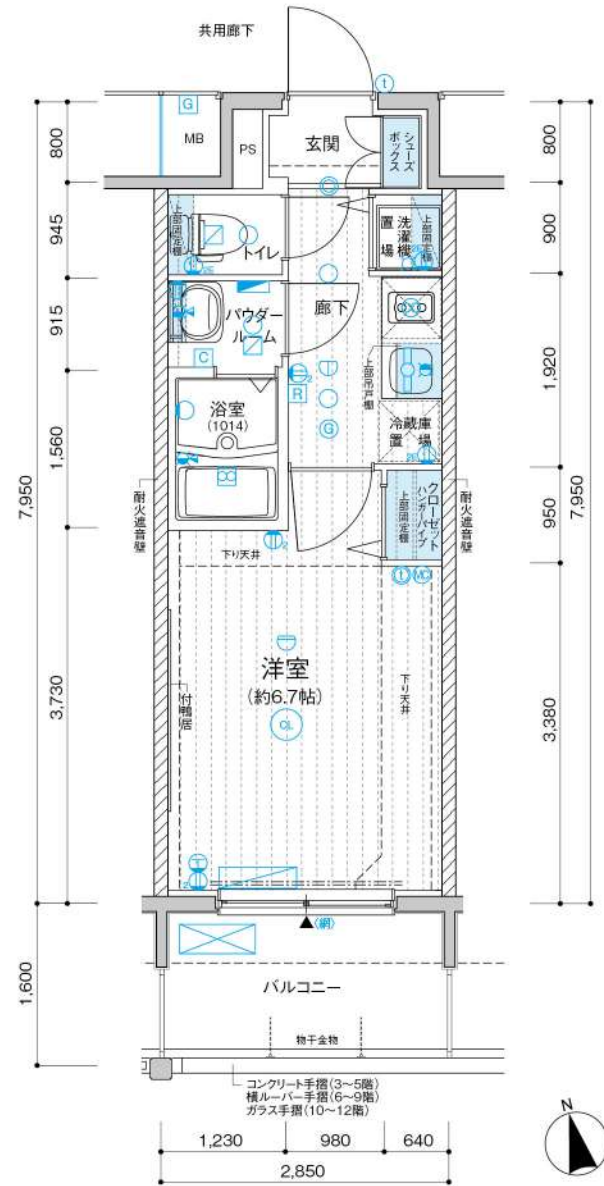 共用廊下
t
G
MB
PS
玄関
シューズ
ボックス
800
800
945
900
上部固定棚
トイレ
2E
洗濯機
置場
上部固定棚
915
パウダー
ルーム
廊下
C
2
R
上部吊戸棚
1,920
浴室
(1014)
G
冷蔵庫
置場
2E
1,560
7,950
7,950
耐火遮音壁
耐火遮音壁
クローゼット
ハンガーパイプ
上部固定棚
950
2
下り天井
t
3,730
洋室
(約6.7帖)
CL
付鴨居
下り天井
3,380
2
〈網〉
1,600
バルコニー
物干金物
コンクリート手摺(3〜5階)
横ルーバー手摺(6〜9階)
ガラス手摺(10〜12階)
1,230
980
640
2,850
N